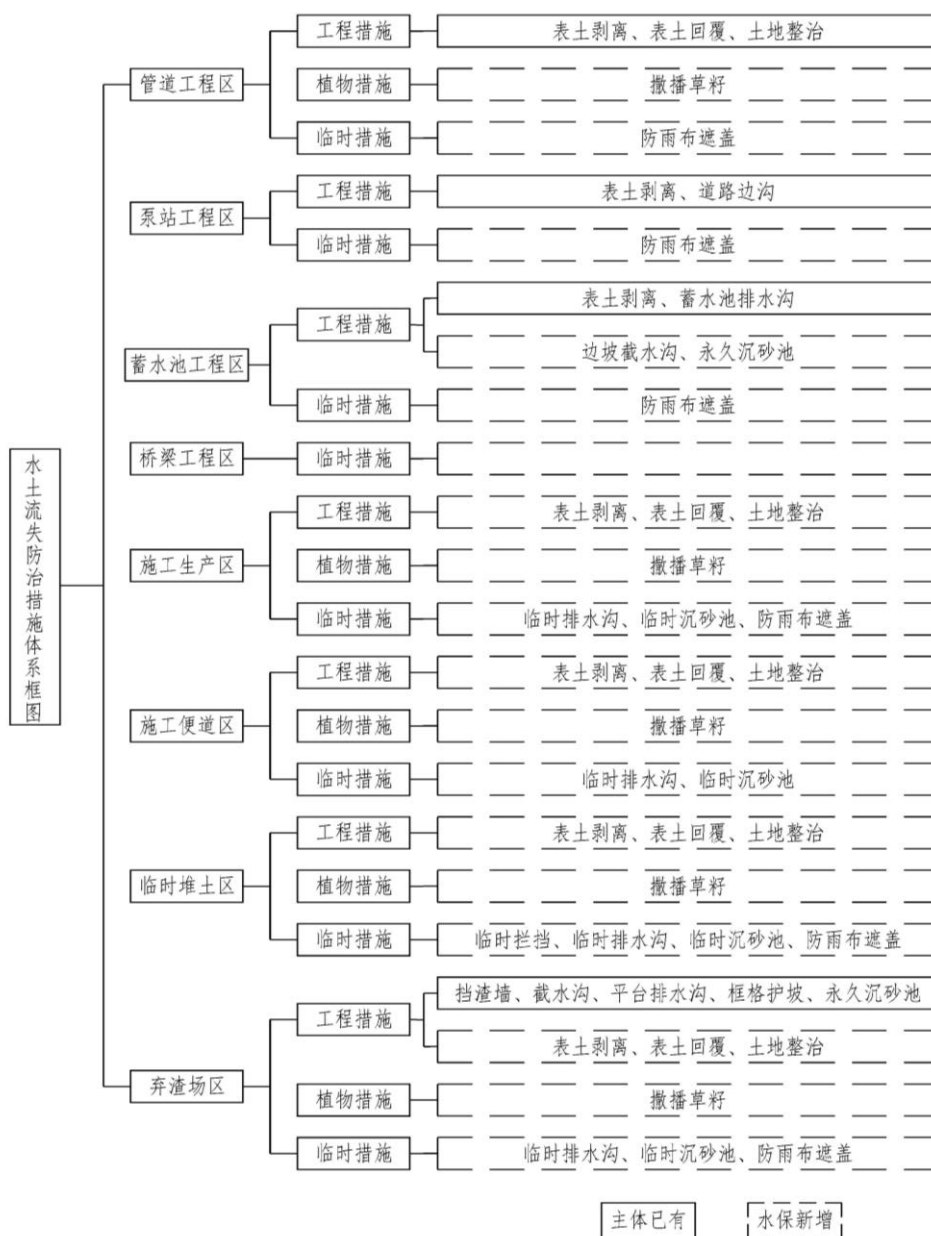 水土流失防治措施体系框图
管道工程区
工程措施
表土剥离、表土回覆、土地整治
植物措施
撒播草籽
临时措施
防雨布遮盖
泵站工程区
工程措施
表土剥离、道路边沟
临时措施
防雨布遮盖
蓄水池工程区
工程措施
表土剥离、蓄水池排水沟
边坡截水沟、永久沉砂池
临时措施
防雨布遮盖
桥梁工程区
临时措施
施工生产区
工程措施
表土剥离、表土回覆、土地整治
植物措施
撒播草籽
临时措施
临时排水沟、临时沉砂池、防雨布遮盖
施工便道区
工程措施
表土剥离、表土回覆、土地整治
植物措施
撒播草籽
临时措施
临时排水沟、临时沉砂池
临时堆土区
工程措施
表土剥离、表土回覆、土地整治
植物措施
撒播草籽
临时措施
临时拦挡、临时排水沟、临时沉砂池、防雨布遮盖
弃渣场区
工程措施
挡渣墙、截水沟、平台排水沟、框格护坡、永久沉砂池
表土剥离、表土回覆、土地整治
植物措施
撒播草籽
临时措施
临时排水沟、临时沉砂池、防雨布遮盖
主体已有
水保新增